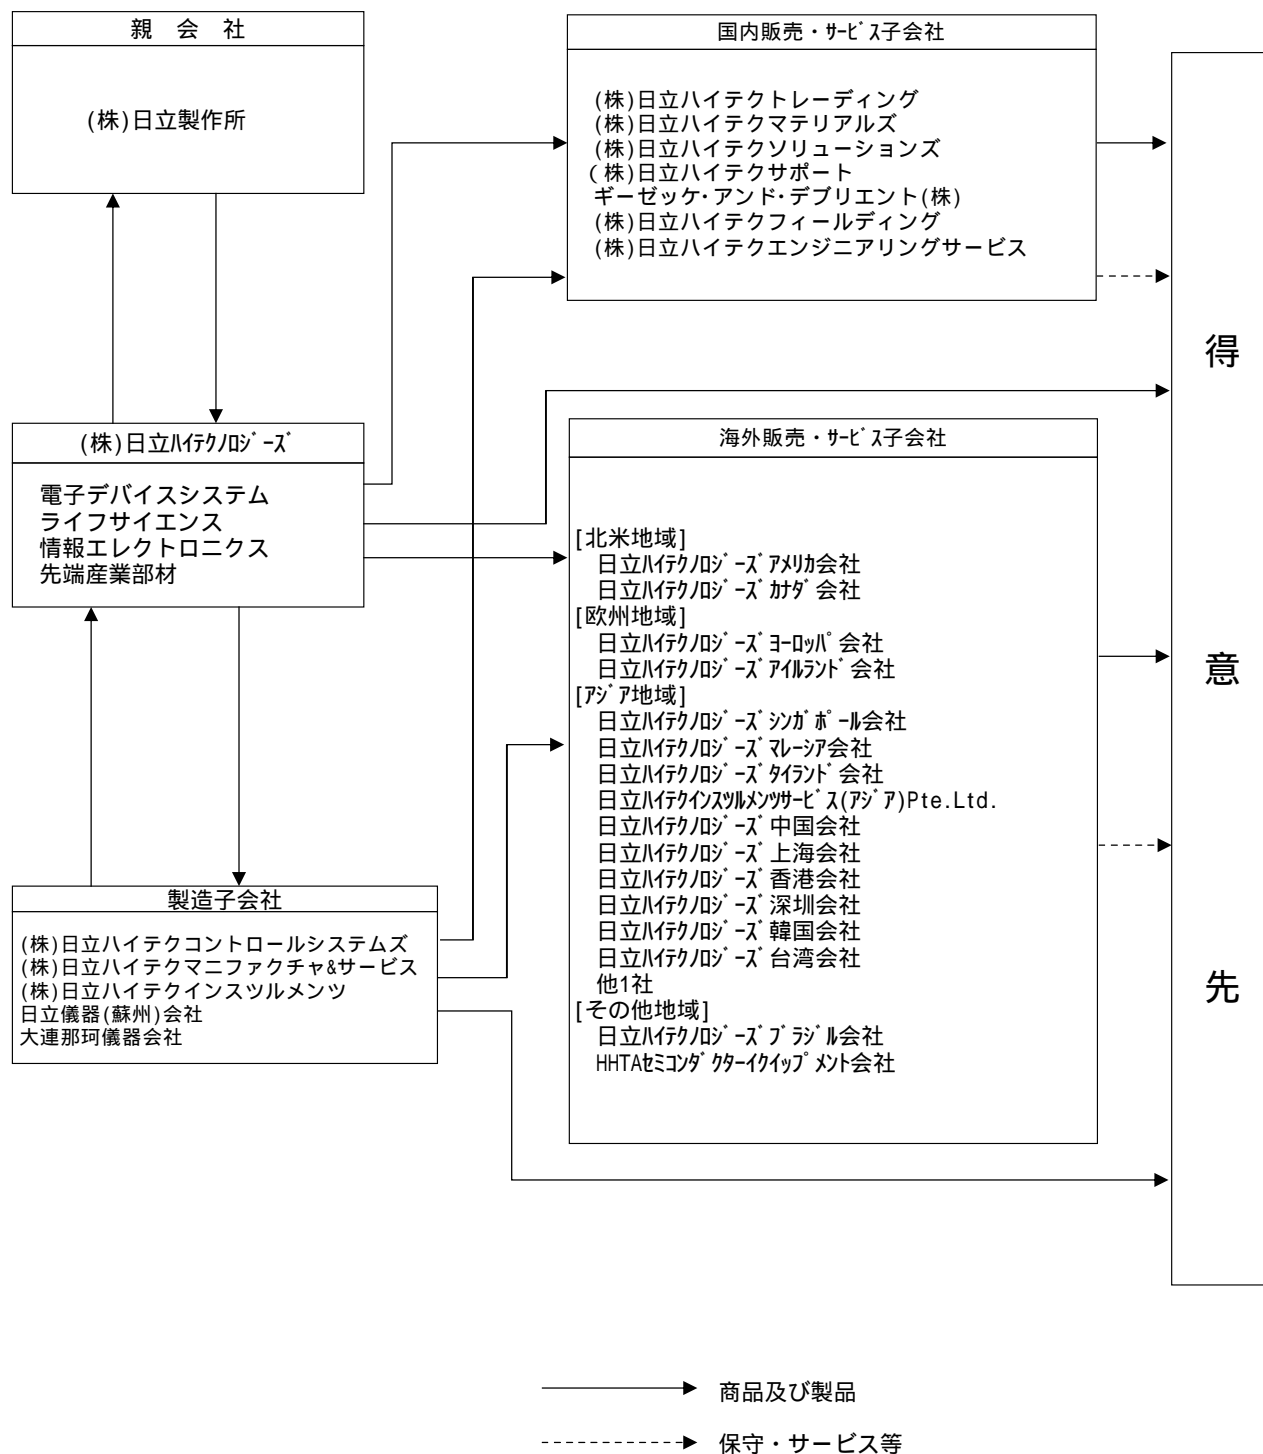 親 会 社
(株)日立製作所
(株)日立ﾊｲﾃｸﾉﾛｼﾞｰｽﾞ
電子デバイスシステム
ライフサイエンス
情報エレクトロニクス
先端産業部材
製造子会社
(株)日立ハイテクコントロールシステムズ
(株)日立ハイテクマニファクチャ&サービス
(株)日立ハイテクインスツルメンツ
日立儀器(蘇州)会社
大連那珂儀器会社
国内販売・ｻｰﾋﾞｽ子会社
(株)日立ハイテクトレーディング
(株)日立ハイテクマテリアルズ
(株)日立ハイテクソリューションズ
(株)日立ハイテクサポート
ギーゼッケ・アンド・デブリエント(株)
(株)日立ハイテクフィールディング
(株)日立ハイテクエンジニアリングサービス
海外販売・ｻｰﾋﾞｽ子会社
[北米地域]
日立ﾊｲﾃｸﾉﾛｼﾞｰｽﾞｱﾒﾘｶ会社
日立ﾊｲﾃｸﾉﾛｼﾞｰｽﾞｶﾅﾀﾞ会社
[欧州地域]
日立ﾊｲﾃｸﾉﾛｼﾞｰｽﾞﾖｰﾛｯﾊﾟ会社
日立ﾊｲﾃｸﾉﾛｼﾞｰｽﾞｱｲﾙﾗﾝﾄﾞ会社
[ｱｼﾞｱ地域]
日立ﾊｲﾃｸﾉﾛｼﾞｰｽﾞｼﾝｶﾞﾎﾟｰﾙ会社
日立ﾊｲﾃｸﾉﾛｼﾞｰｽﾞﾏﾚｰｼｱ会社
日立ﾊｲﾃｸﾉﾛｼﾞｰｽﾞﾀｲﾗﾝﾄﾞ会社
日立ﾊｲﾃｸｲﾝｽﾂﾙﾒﾝﾂｻｰﾋﾞｽ(ｱｼﾞｱ)Pte.Ltd.
日立ﾊｲﾃｸﾉﾛｼﾞｰｽﾞ中国会社
日立ﾊｲﾃｸﾉﾛｼﾞｰｽﾞ上海会社
日立ﾊｲﾃｸﾉﾛｼﾞｰｽﾞ香港会社
日立ﾊｲﾃｸﾉﾛｼﾞｰｽﾞ深圳会社
日立ﾊｲﾃｸﾉﾛｼﾞｰｽﾞ韓国会社
日立ﾊｲﾃｸﾉﾛｼﾞｰｽﾞ台湾会社
他1社
[その他地域]
日立ﾊｲﾃｸﾉﾛｼﾞｰｽﾞﾌﾞﾗｼﾞﾙ会社
HHTAｾﾐｺﾝﾀﾞｸﾀｰｲｸｲｯﾌﾟﾒﾝﾄ会社
得
意
先
商品及び製品
保守・サービス等